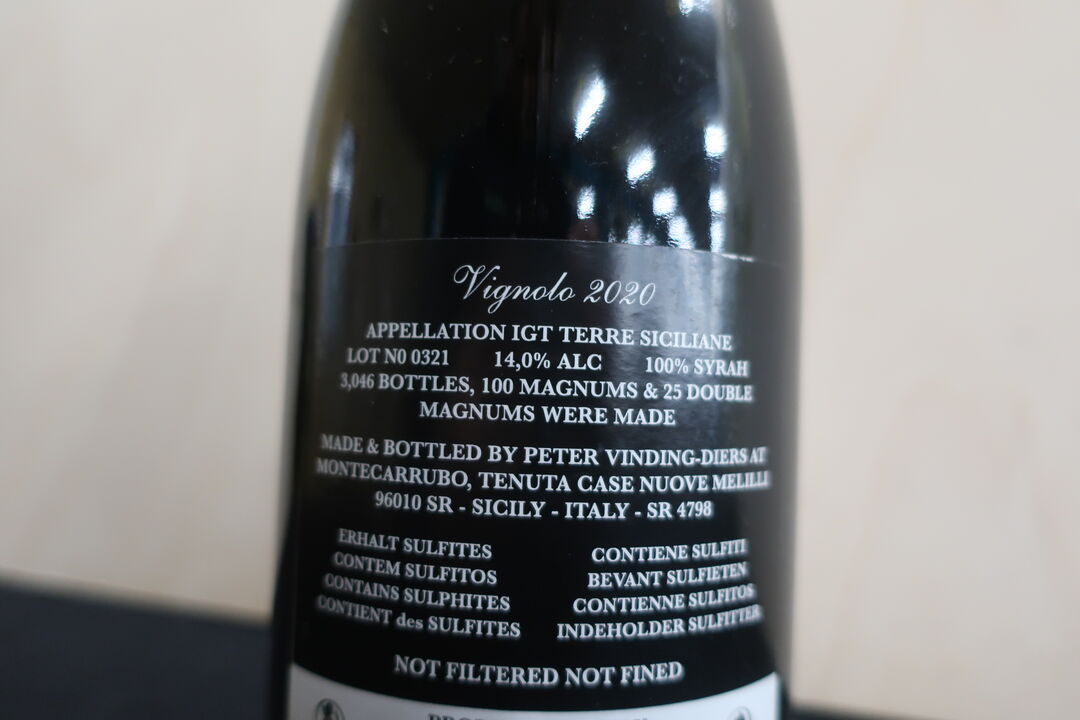 Vignolo 2020
APPELLATION IGT TERRE SICILIANE
LOT N0 0321 14,0% ALC 100% SYRAH
3,046 BOTTLES, 100 MAGNUMS & 25 DOUBLE
MAGNUMS WERE MADE
MADE & BOTTLED BY PETER VINDING-DIERS AT
MONTECARRUBO, TENUTA CASE NUOVE MELILLI
96010 SR - SICILY - ITALY - SR 4798
ERHALT SULFITES CONTIENE SULFITI
CONTEM SULFITOS BEVANT SULFIETEN
CONTAINS SULPHITES CONTIENNE SULFITOS
CONTIENT des SULFITES INDEHOLDER SULFITTER
NOT FILTERED NOT FINED